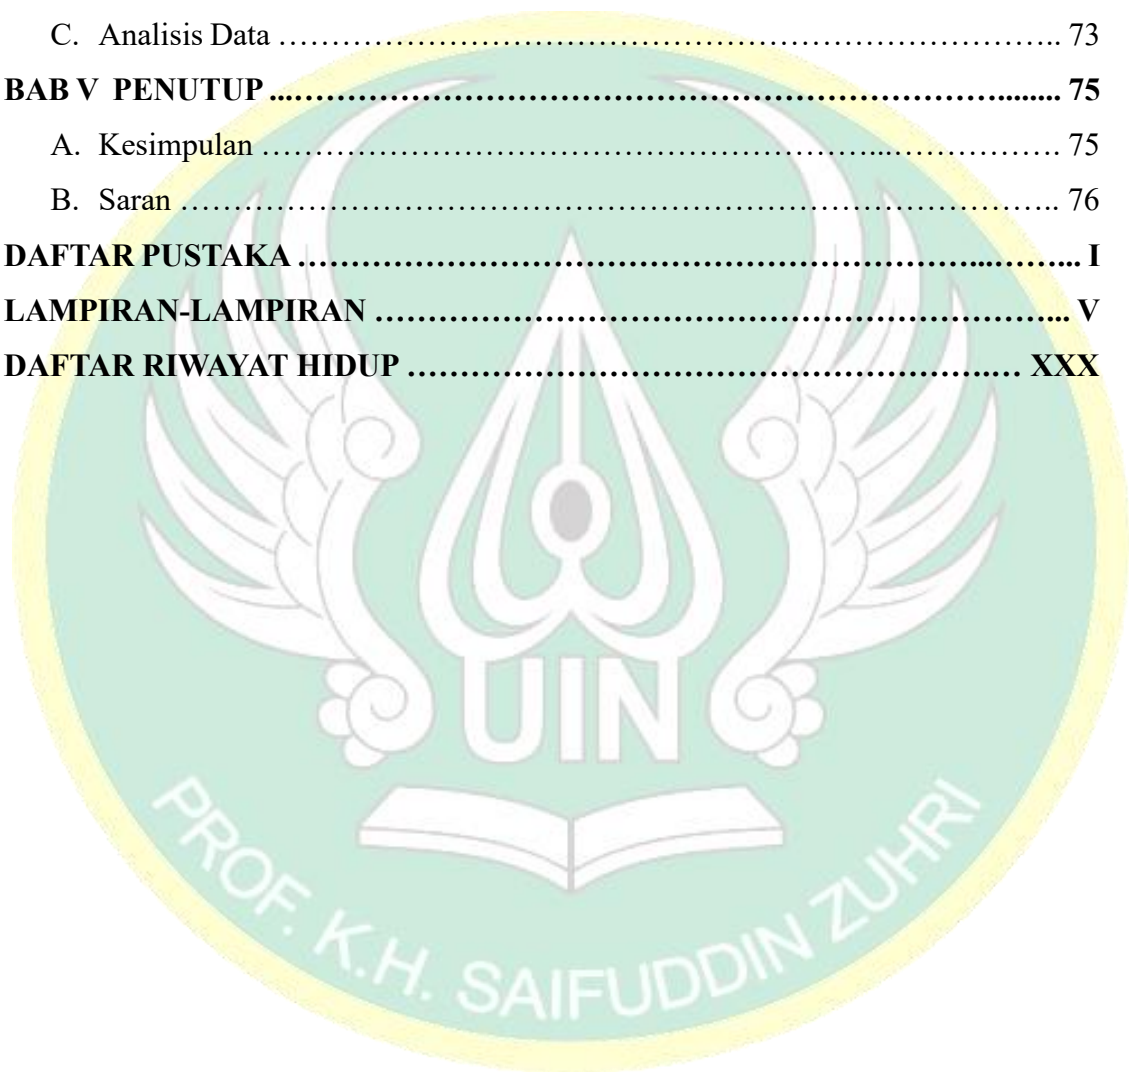 C. Analisis Data ………………………………………………………………….. 73
BAB V PENUTUP ...…………………………………………………………......... 75
A. Kesimpulan …………………………………………………...……………. 75
B. Saran ……………………………………………………………………….. 76
DAFTAR PUSTAKA ………………………………………………………...……... I
LAMPIRAN-LAMPIRAN ………………………………………………………... V
DAFTAR RIWAYAT HIDUP ……………………………………………….… XXX
UIN
PROF. K.H. SAIFUDDIN ZUHRI